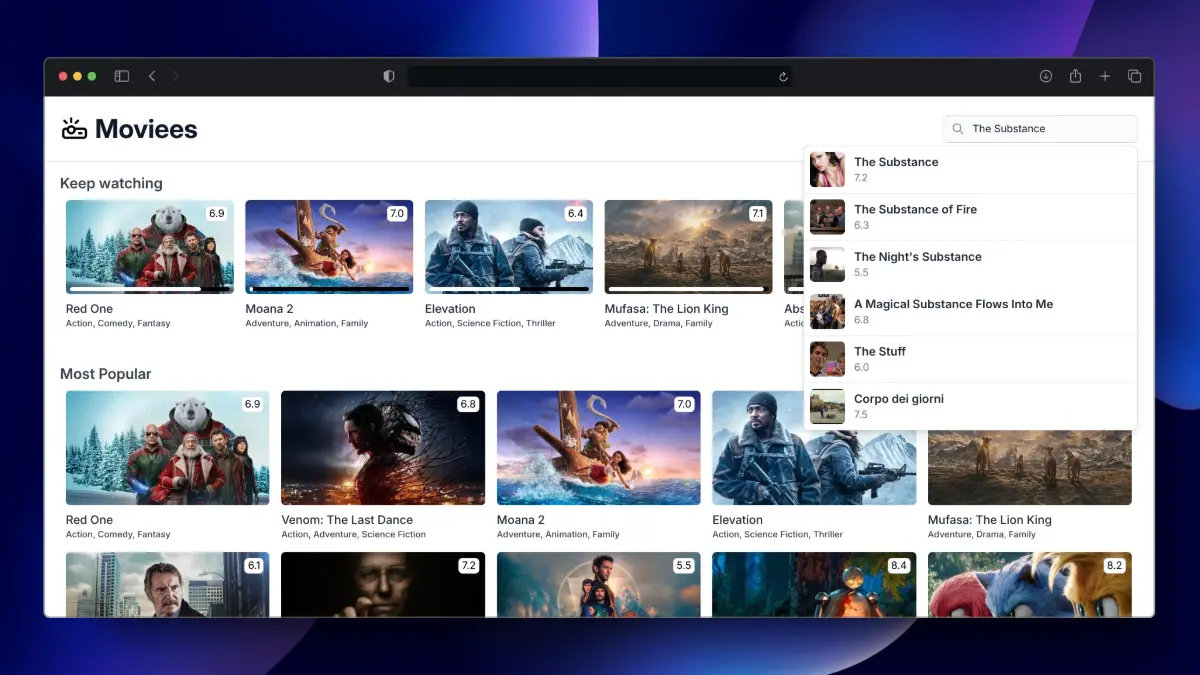 Moviees
The Substance
The Substance
7.2
The Substance of Fire
6.3
The Night's Substance
5.5
A Magical Substance Flows Into Me
6.8
The Stuff
6.0
Corpo dei giorni
7.5
Keep watching
6.9
7.0
6.4
7.1
Red One
Action, Comedy, Fantasy
Moana 2
Adventure, Animation, Family
Elevation
Action, Science Fiction, Thriller
Mufasa: The Lion King
Adventure, Drama, Family
Most Popular
6.9
6.8
7.0
Red One
Action, Comedy, Fantasy
Venom: The Last Dance
Action, Adventure, Science Fiction
Moana 2
Adventure, Animation, Family
Elevation
Action, Science Fiction, Thriller
Mufasa: The Lion King
Adventure, Drama, Family
6.1
7.2
5.5
8.4
8.2